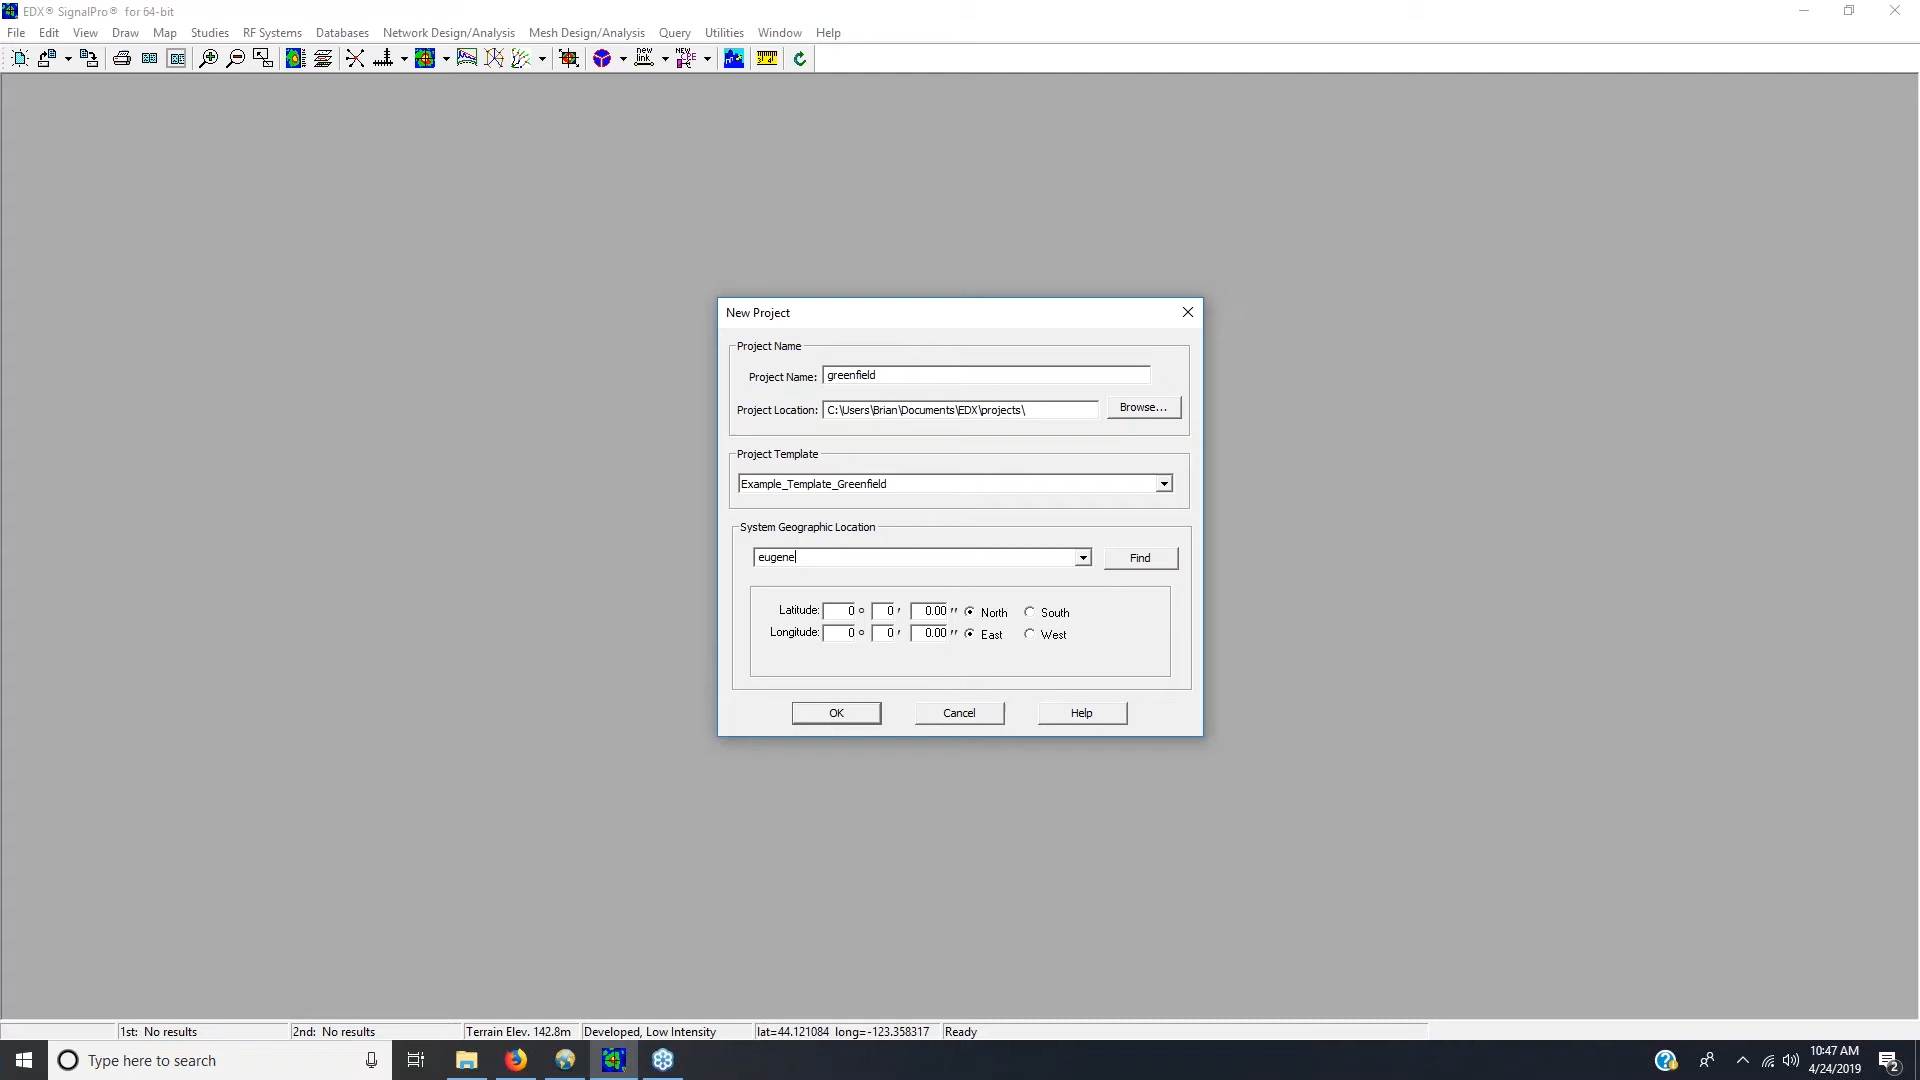 EDX® SignalPro® for 64-bit
File Edit View Draw Map Studies RF Systems Databases Network Design/Analysis Mesh Design/Analysis Query Utilities Window Help
new link
NEW
New Project
Project Name
Project Name: greenfield
Project Location: C:\Users\Brian\Documents\EDX\projects\ Browse...
Project Template
Example_Template_Greenfield
System Geographic Location
eugene Find
Latitude: 0 ° 0 ' 0.00 '' North South
Longitude: 0 ° 0 ' 0.00 '' East West
OK Cancel Help
1st: No results 2nd: No results Terrain Elev. 142.8m Developed, Low Intensity lat=44.121084 long=-123.358317 Ready
Type here to search
10:47 AM
4/24/2019
2